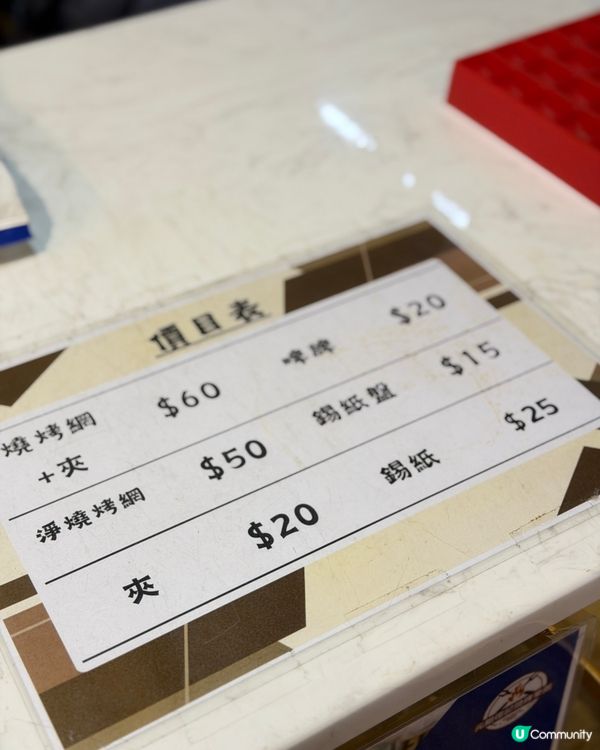 價目表
燒烤網 $60 啤牌 $20
+夾
淨燒烤網 $50 錫紙盤 $15
夾 $20 錫紙 $25
U Community